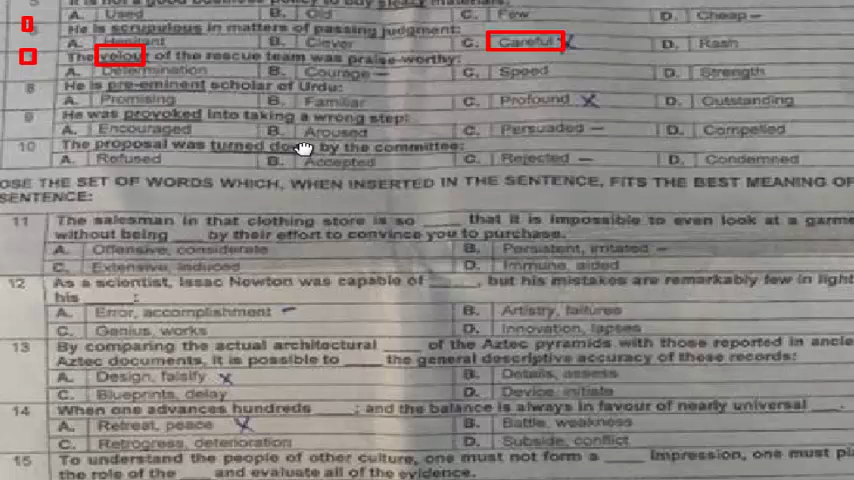 5 It is not a good business policy to buy sleazy materials:
A. Used B. Old C. Few D. Cheap
He is scrupulous in matters of passing judgment:
A. Hesitant B. Clever C. Careful D. Rash
The velour of the rescue team was praise-worthy:
A. Determination B. Courage C. Speed D. Strength
8 He is pre-eminent scholar of Urdu:
A. Promising B. Familiar C. Profound D. Outstanding
9 He was provoked into taking a wrong step:
A. Encouraged B. Aroused C. Persuaded D. Compelled
10 The proposal was turned down by the committee:
A. Refused B. Accepted C. Rejected D. Condemned
OSE THE SET OF WORDS WHICH, WHEN INSERTED IN THE SENTENCE, FITS THE BEST MEANING OF
SENTENCE:
11 The salesman in that clothing store is so ____ that it is impossible to even look at a garme
without being ____ by their effort to convince you to purchase.
A. Offensive, considerate B. Persistent, irritated
C. Extensive, induced D. Immune, aided
12 As a scientist, Issac Newton was capable of ____, but his mistakes are remarkably few in light
his ____:
A. Error, accomplishment B. Artistry, failures
C. Genius, works D. Innovation, lapses
13 By comparing the actual architectural ____ of the Aztec pyramids with those reported in ancie
Aztec documents, it is possible to ____ the general descriptive accuracy of these records:
A. Design, falsify B. Details, assess
C. Blueprints, delay D. Device, initiate
14 When one advances hundreds ____; and the balance is always in favour of nearly universal ____.
A. Retreat, peace B. Battle, weakness
C. Retrogress, deterioration D. Subside, conflict
15 To understand the people of other culture, one must not form a ____ impression, one must pl
the role of the ____ and evaluate all of the evidence.